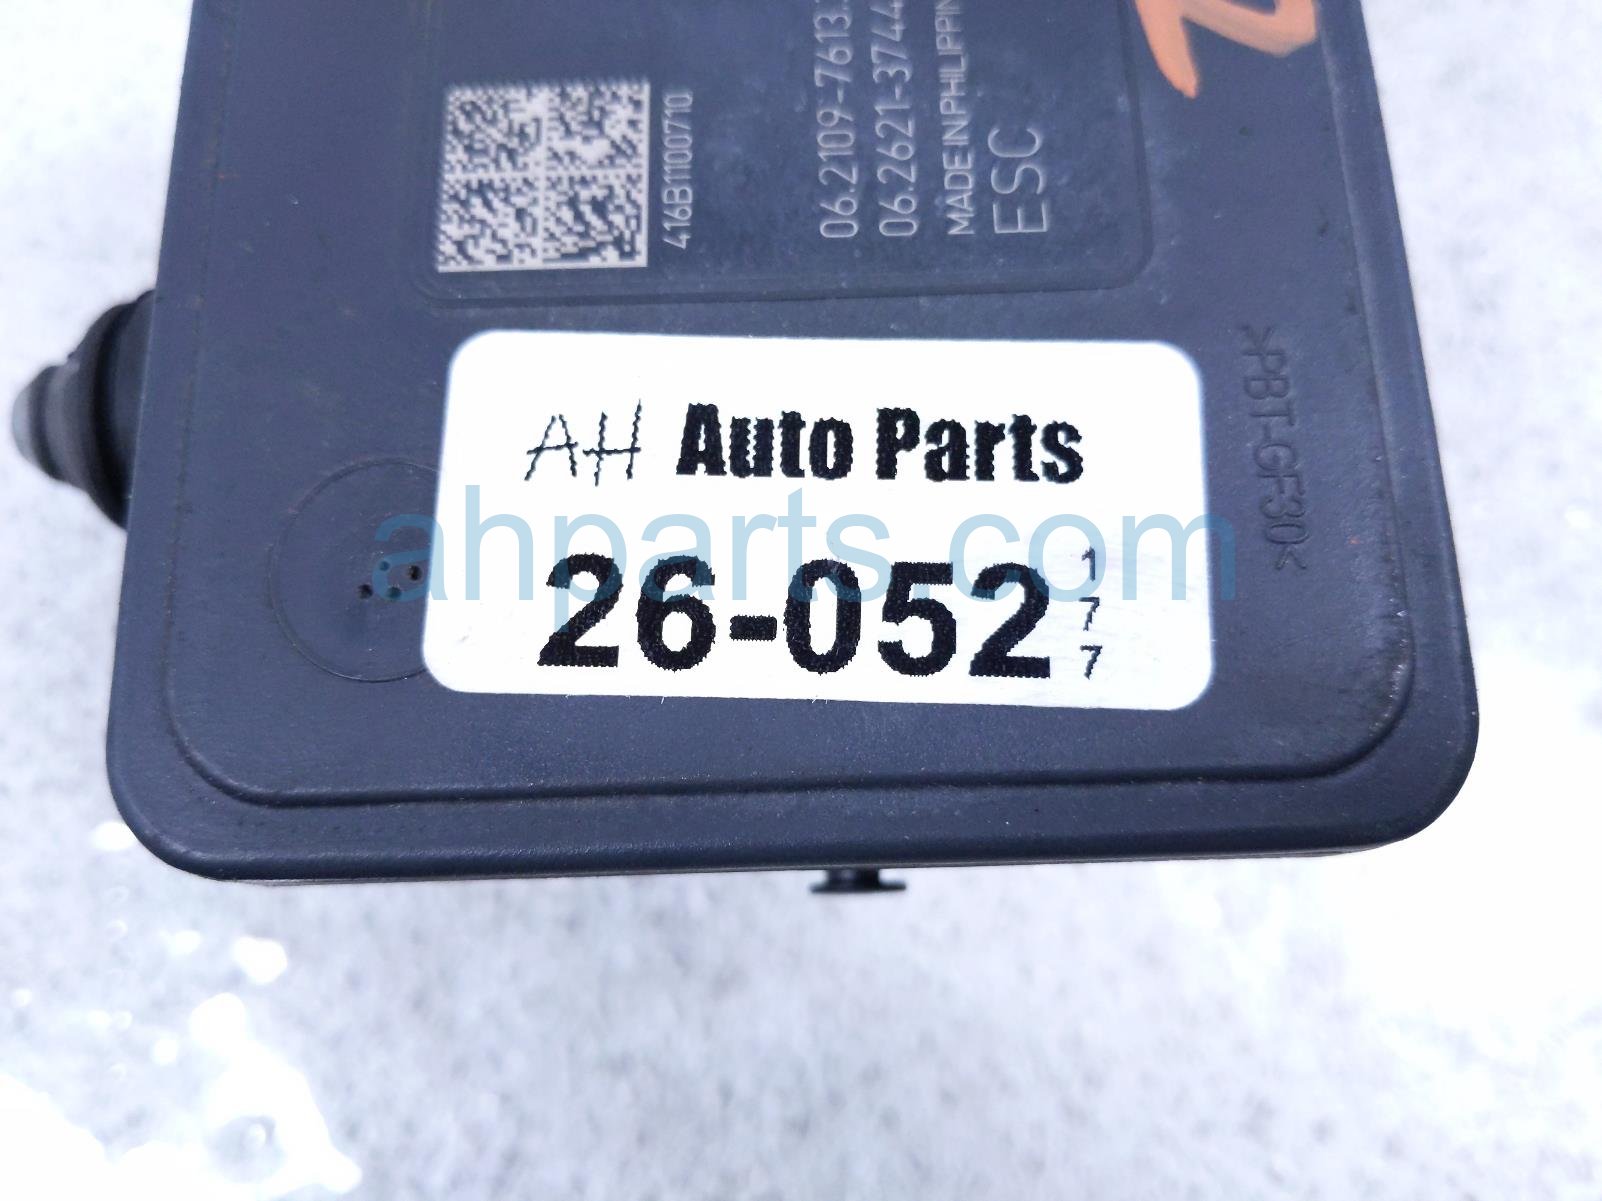 416B1100710
06.2109-7613.
06.2621-3744
MADE IN PHILIPPIN
ESC
>PBT-GF30<
AH Auto Parts
26-052
1
7
7
ahparts.com